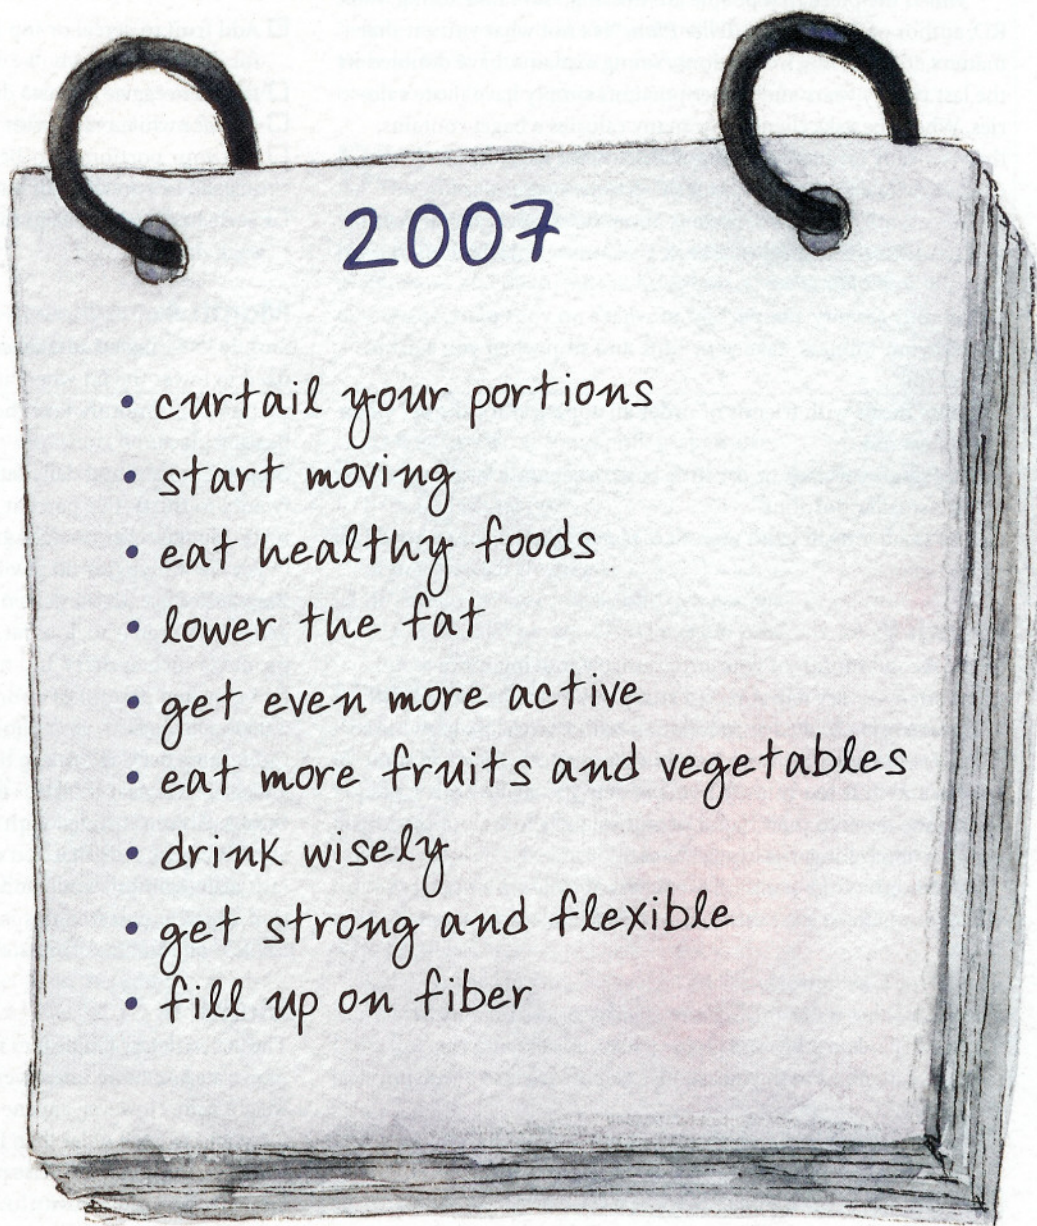 2007
• curtail your portions
• start moving
• eat healthy foods
• lower the fat
• get even more active
• eat more fruits and vegetables
• drink wisely
• get strong and flexible
• fill up on fiber